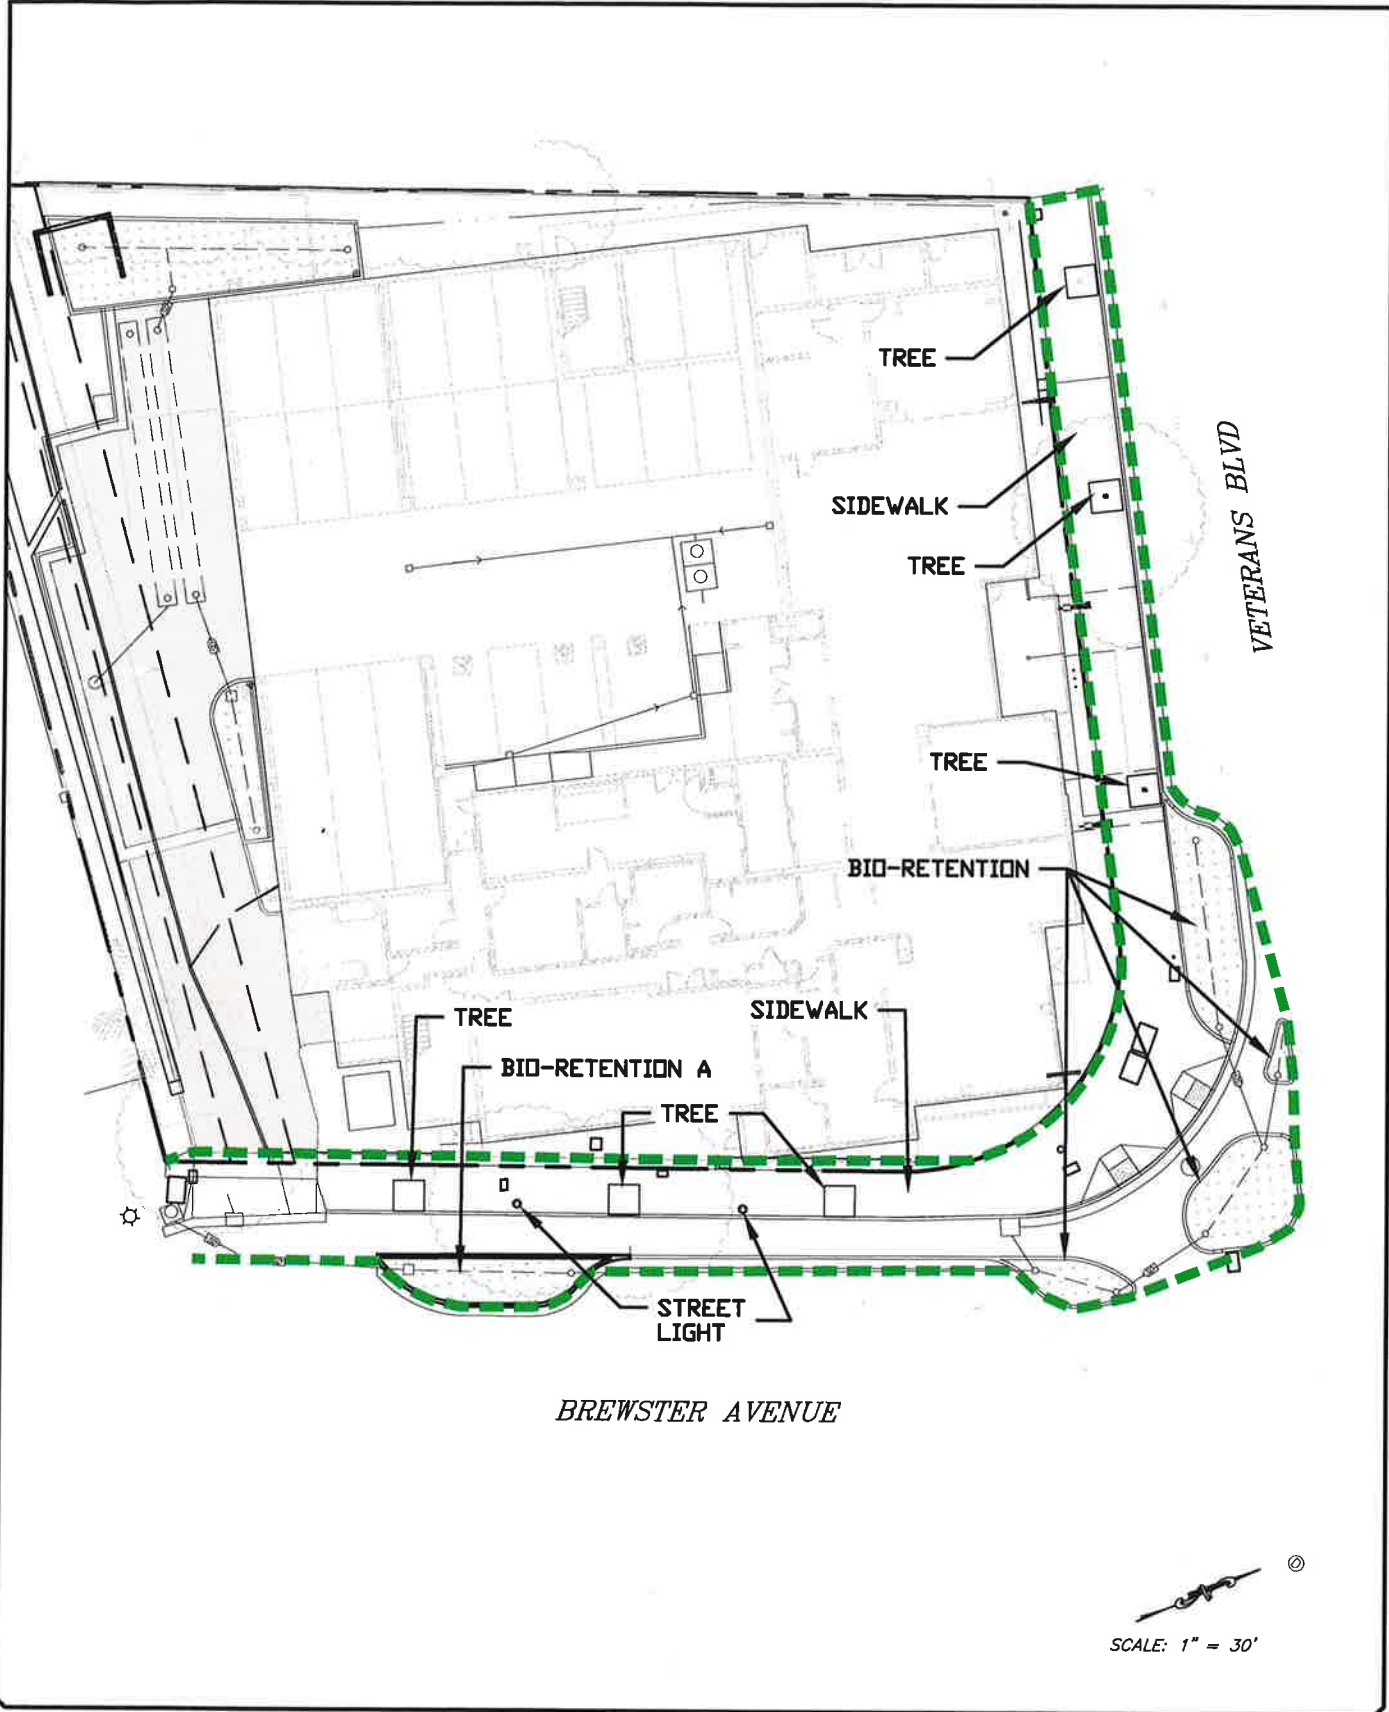 TREE
SIDEWALK
TREE
VETERANS BLVD
TREE
BIO-RETENTION
TREE
SIDEWALK
BIO-RETENTION A
TREE
STREET
LIGHT
BREWSTER AVENUE
SCALE: 1" = 30'